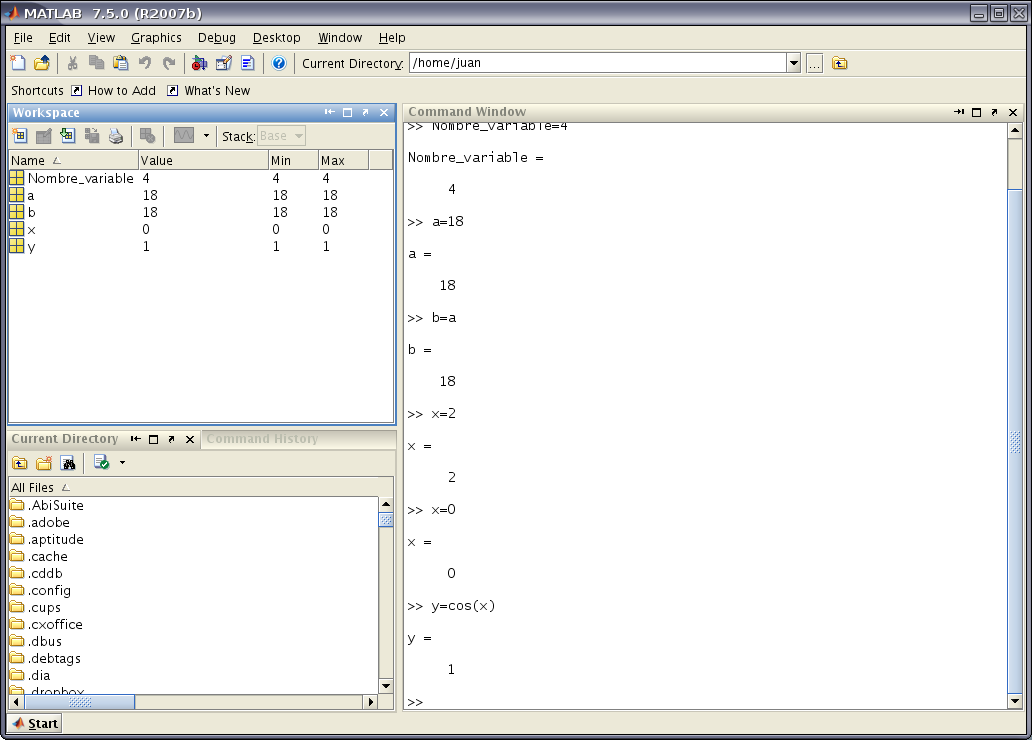 MATLAB 7.5.0 (R2007b)
File Edit View Graphics Debug Desktop Window Help
Current Directory: /home/juan ...
Shortcuts How to Add What's New
Workspace
Stack: Base
Name Value Min Max
Nombre_variable 4 4 4
a 18 18 18
b 18 18 18
x 0 0 0
y 1 1 1
Current Directory Command History
All Files
.AbiSuite
.adobe
.aptitude
.cache
.cddb
.config
.cups
.cxoffice
.dbus
.debtags
.dia
.dropbox
Command Window
>> Nombre_variable=4
Nombre_variable =
4
>> a=18
a =
18
>> b=a
b =
18
>> x=2
x =
2
>> x=0
x =
0
>> y=cos(x)
y =
1
>>
Start